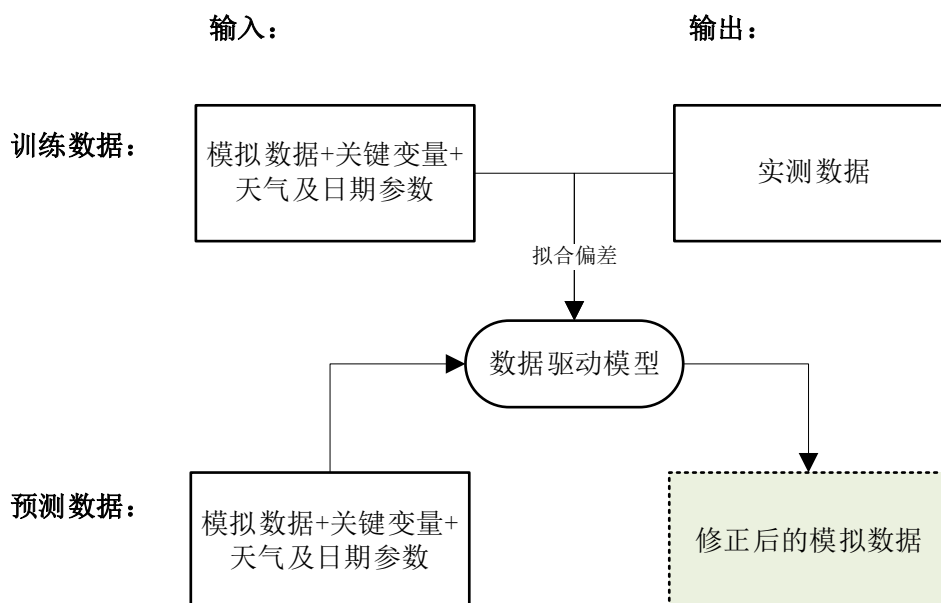 输入：
输出：
训练数据：
模拟数据+关键变量+
天气及日期参数
实测数据
拟合偏差
数据驱动模型
预测数据：
模拟数据+关键变量+
天气及日期参数
修正后的模拟数据